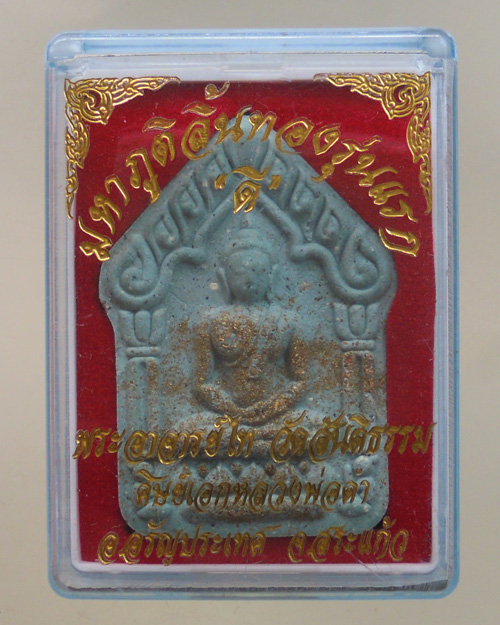 มหาภูติลิ้นทองรุ่นแรก
"ดี"
พระอาจารย์ไท วัดสันติธรรม
ศิษย์เอกหลวงพ่อดำ
อ.อรัญประเทศ จ.สระแก้ว